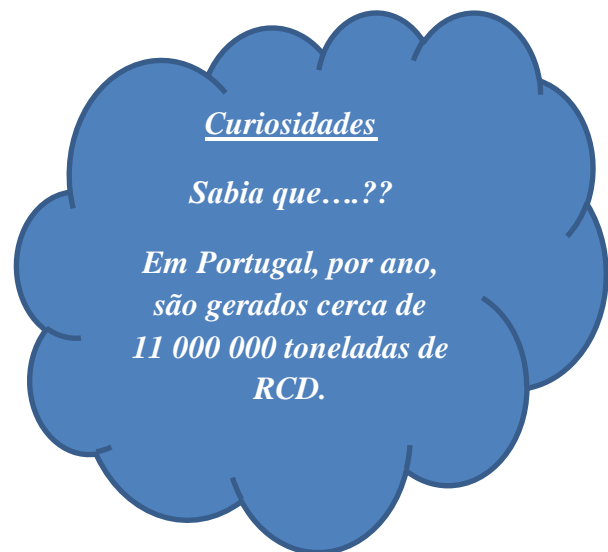 Curiosidades
Sabia que….??
Em Portugal, por ano,
são gerados cerca de
11 000 000 toneladas de
RCD.